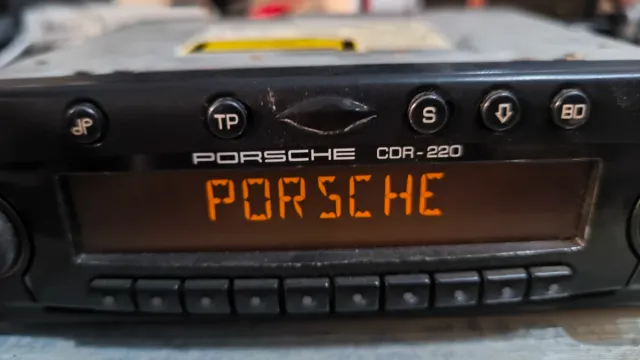 TP S BD
PORSCHE CDR-220
PORSCHE